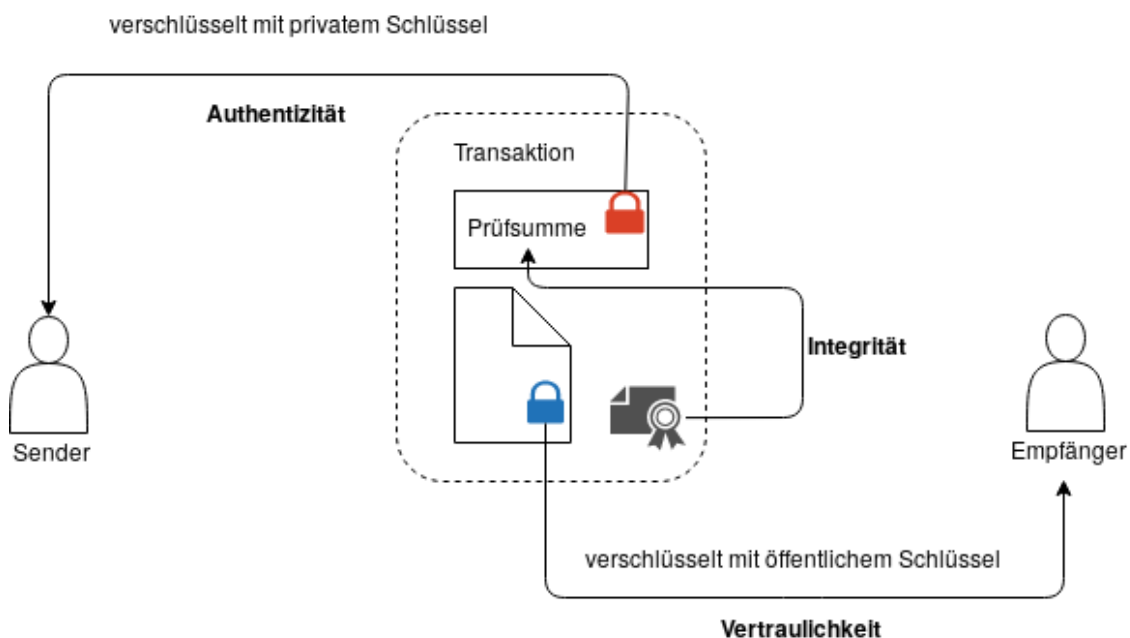 verschlüsselt mit privatem Schlüssel
Authentizität
Transaktion
Prüfsumme
Integrität
Sender
Empfänger
verschlüsselt mit öffentlichem Schlüssel
Vertraulichkeit